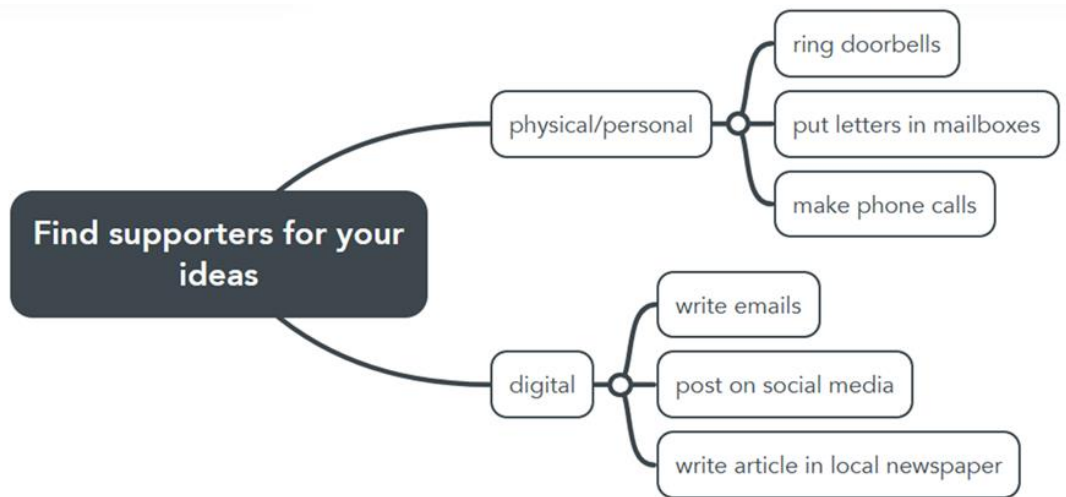 Find supporters for your
ideas
physical/personal
ring doorbells
put letters in mailboxes
make phone calls
digital
write emails
post on social media
write article in local newspaper